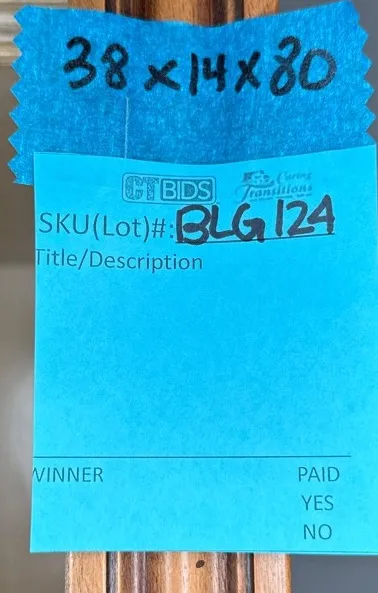 38 x 14 x 80
CTBIDS Caring Transitions
SKU(Lot)#: BLG124
Title/Description
WINNER PAID
YES
NO